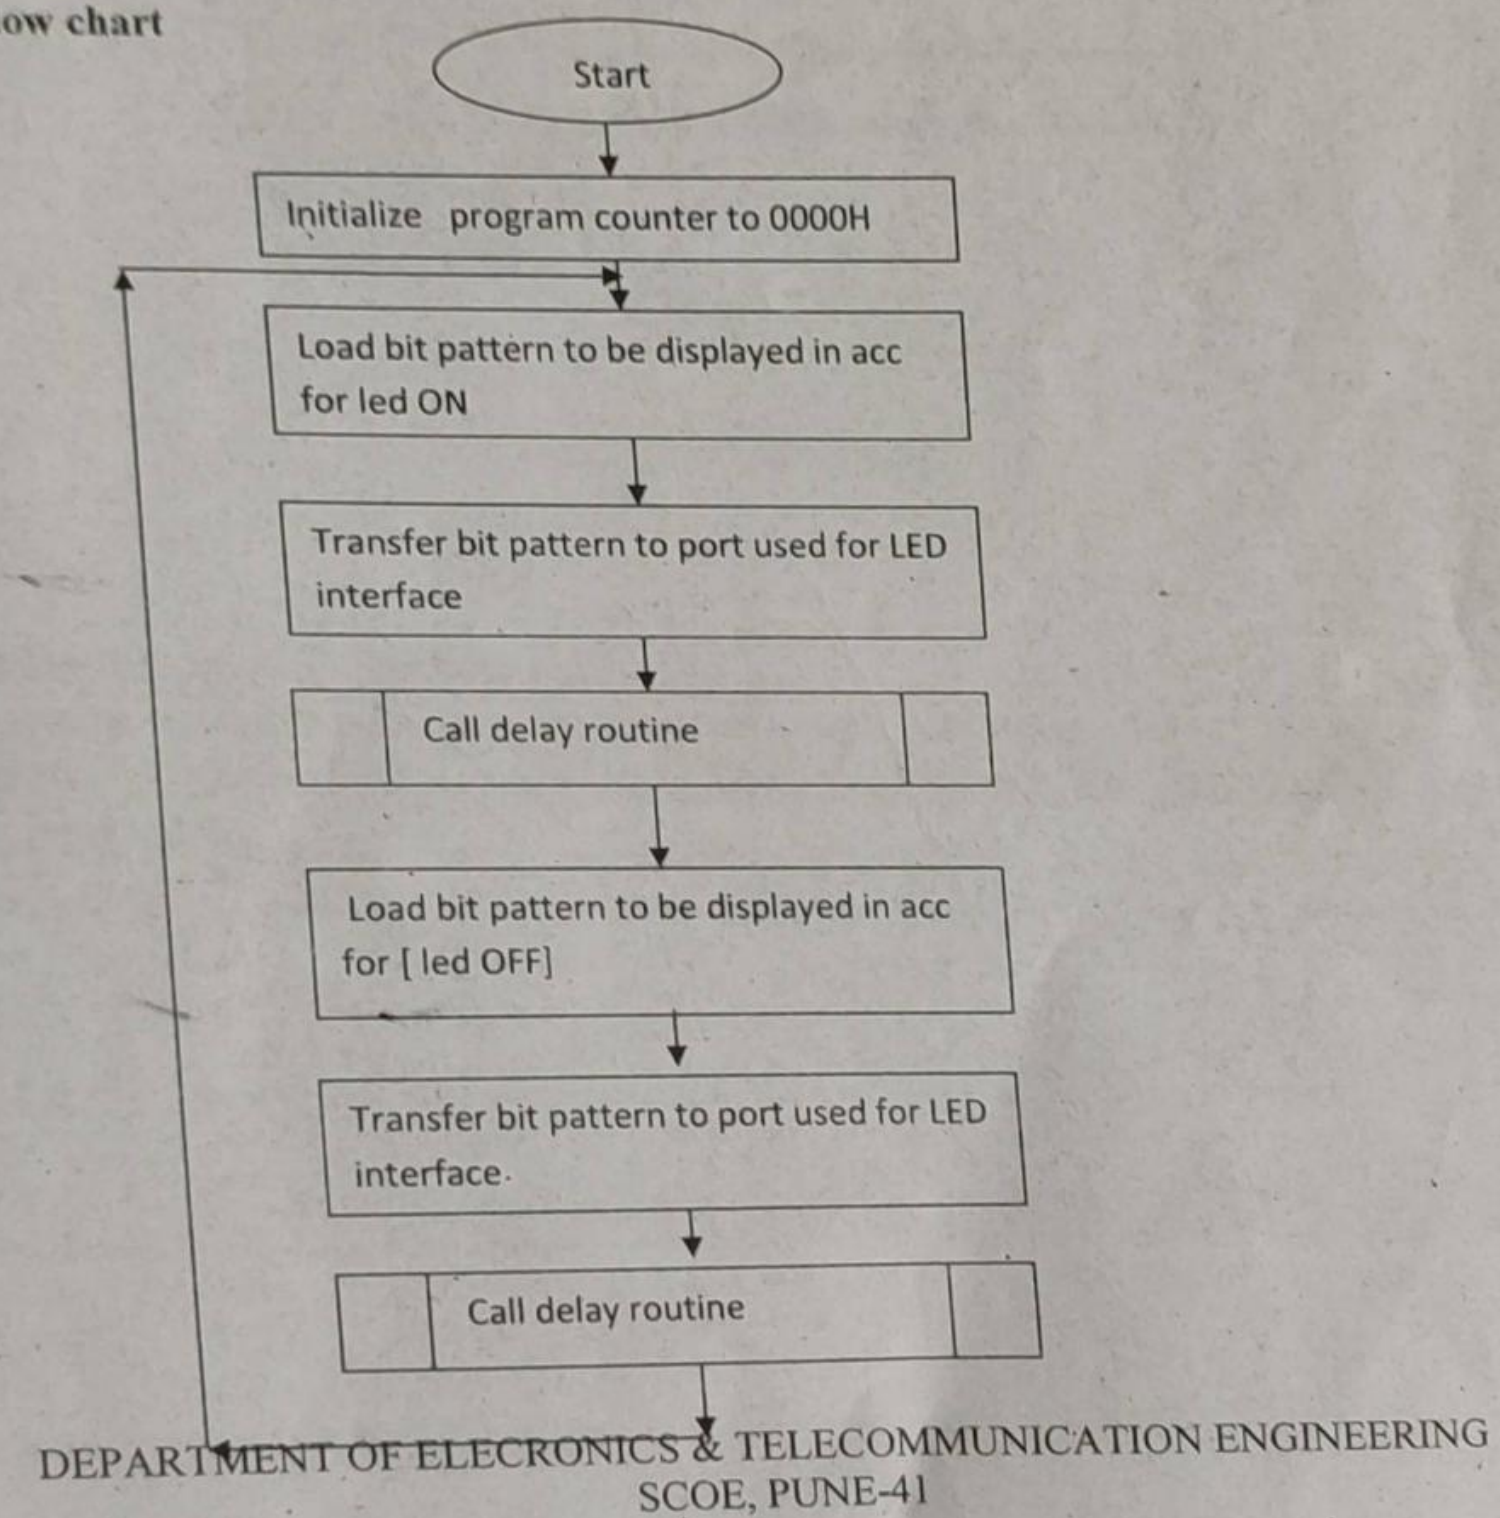 ow chart
Start
Initialize program counter to 0000H
Load bit pattern to be displayed in acc
for led ON
Transfer bit pattern to port used for LED
interface
Call delay routine
Load bit pattern to be displayed in acc
for [ led OFF]
Transfer bit pattern to port used for LED
interface.
Call delay routine
DEPARTMENT OF ELECRONICS & TELECOMMUNICATION ENGINEERING
SCOE, PUNE-41